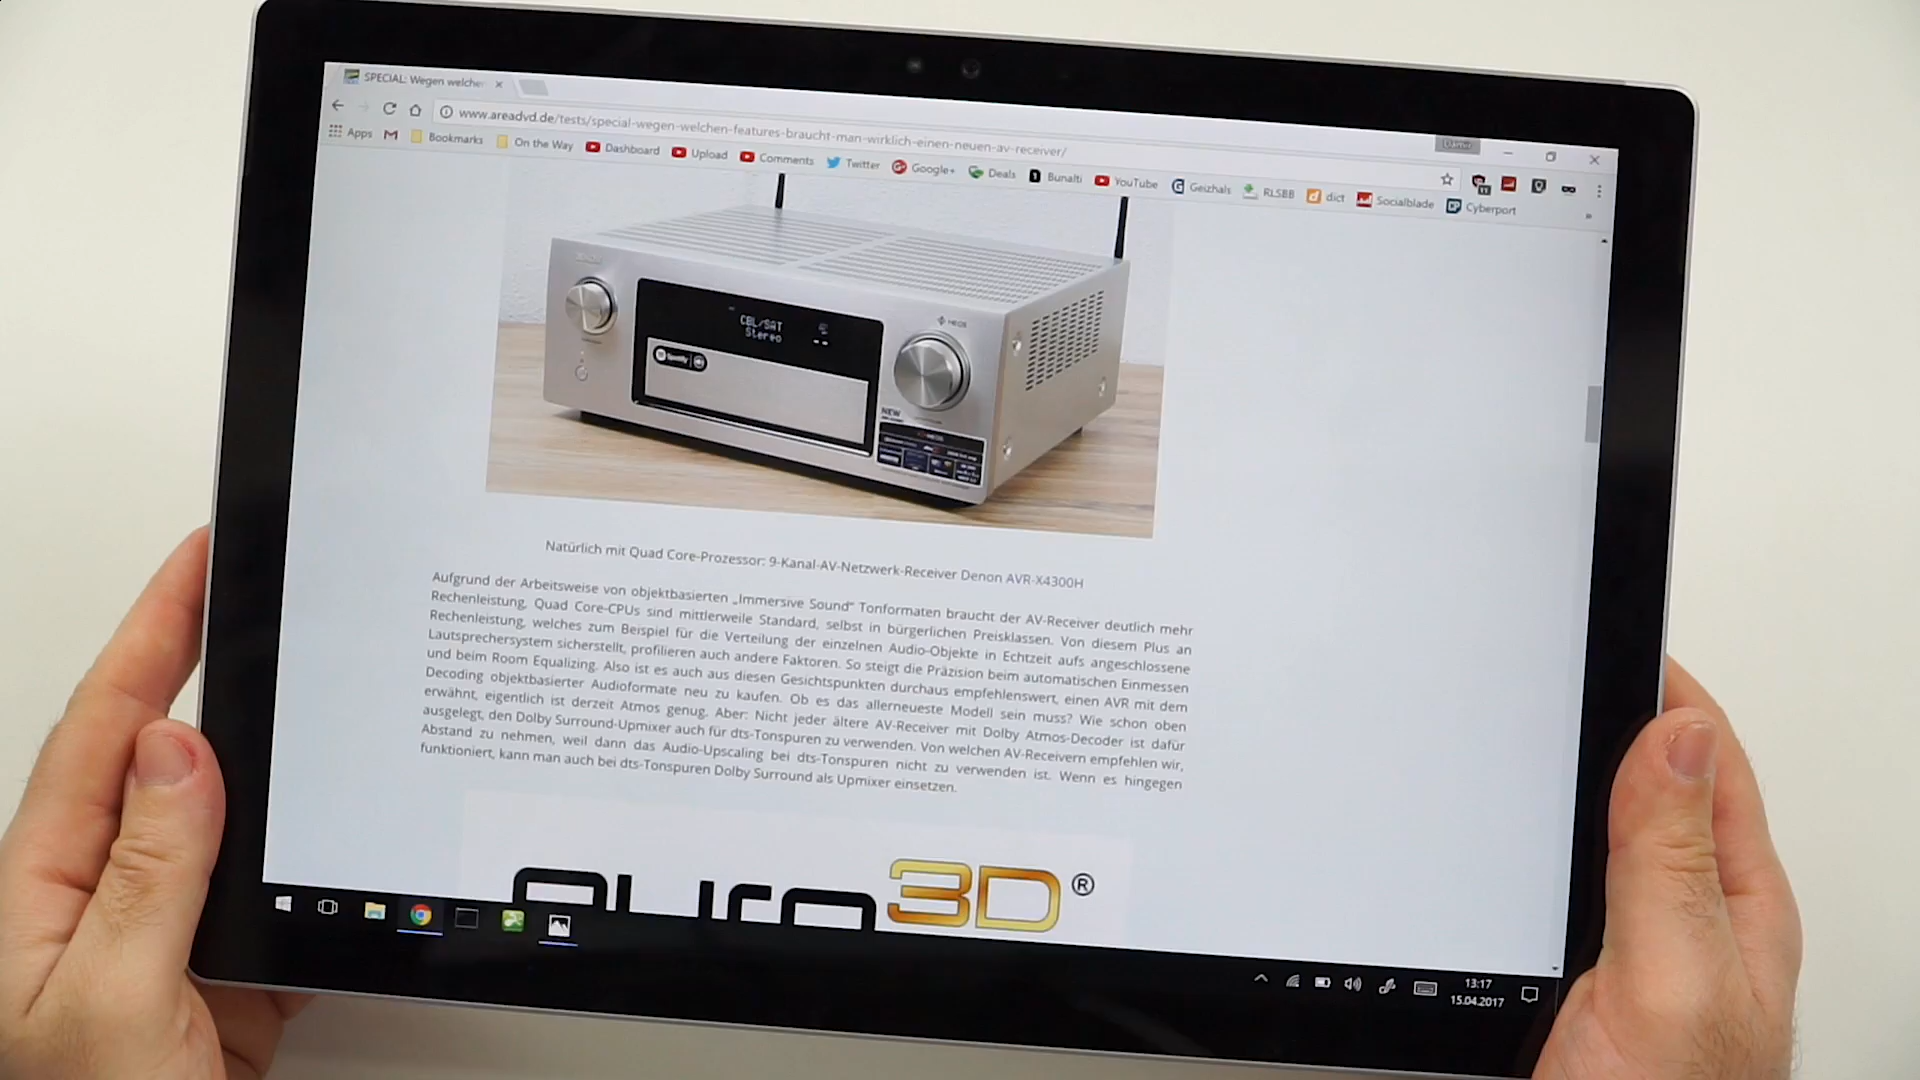 SPECIAL: Wegen welche
www.areadvd.de/tests/special-wegen-welchen-features-braucht-man-wirklich-einen-neuen-av-receiver/
Apps Bookmarks On the Way Dashboard Upload Comments Twitter Google+ Deals Bunalti YouTube Geizhals RLSBB dict Socialblade Cyberport
CBL/SAT
Stereo
Spotify
HEOS
NEW
Natürlich mit Quad Core-Prozessor: 9-Kanal-AV-Netzwerk-Receiver Denon AVR-X4300H
Aufgrund der Arbeitsweise von objektbasierten „Immersive Sound" Tonformaten braucht der AV-Receiver deutlich mehr
Rechenleistung, Quad Core-CPUs sind mittlerweile Standard, selbst in bürgerlichen Preisklassen. Von diesem Plus an
Rechenleistung, welches zum Beispiel für die Verteilung der einzelnen Audio-Objekte in Echtzeit aufs angeschlossene
Lautsprechersystem sicherstellt, profilieren auch andere Faktoren. So steigt die Präzision beim automatischen Einmessen
und beim Room Equalizing. Also ist es auch aus diesen Gesichtspunkten durchaus empfehlenswert, einen AVR mit dem
Decoding objektbasierter Audioformate neu zu kaufen. Ob es das allerneueste Modell sein muss? Wie schon oben
erwähnt, eigentlich ist derzeit Atmos genug. Aber: Nicht jeder ältere AV-Receiver mit Dolby Atmos-Decoder ist dafür
ausgelegt, den Dolby Surround-Upmixer auch für dts-Tonspuren zu verwenden. Von welchen AV-Receivern empfehlen wir,
Abstand zu nehmen, weil dann das Audio-Upscaling bei dts-Tonspuren nicht zu verwenden ist. Wenn es hingegen
funktioniert, kann man auch bei dts-Tonspuren Dolby Surround als Upmixer einsetzen.
auro 3D®
13:17
15.04.2017